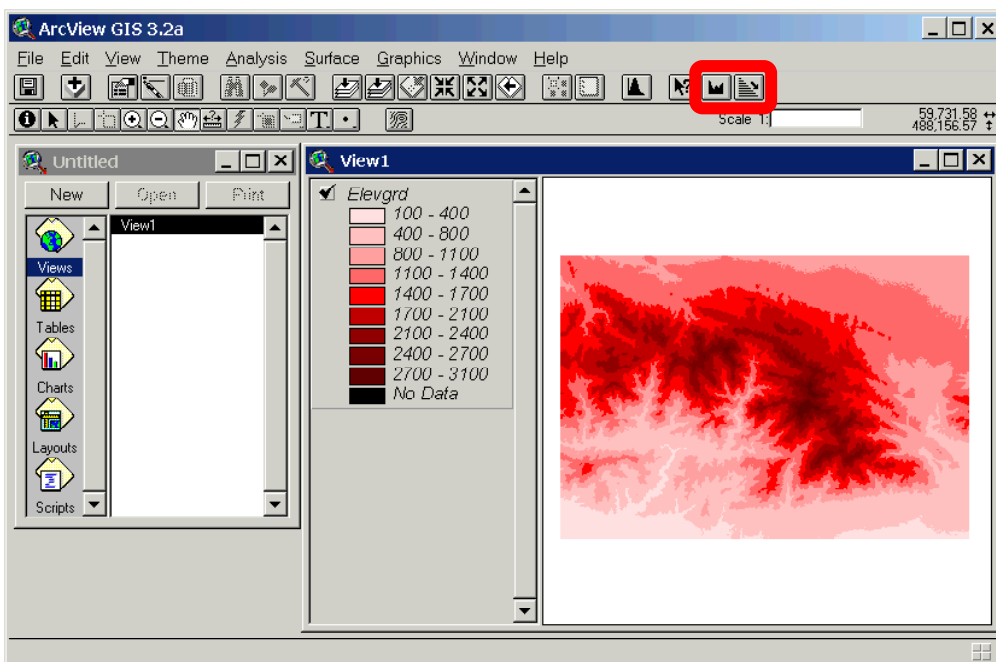 ArcView GIS 3.2a
File Edit View Theme Analysis Surface Graphics Window Help
T
Scale 1:
59,731.58
488,156.57
Untitled
New Open Print
Views
Tables
Charts
Layouts
Scripts
View1
View1
Elevgrd
100 - 400
400 - 800
800 - 1100
1100 - 1400
1400 - 1700
1700 - 2100
2100 - 2400
2400 - 2700
2700 - 3100
No Data